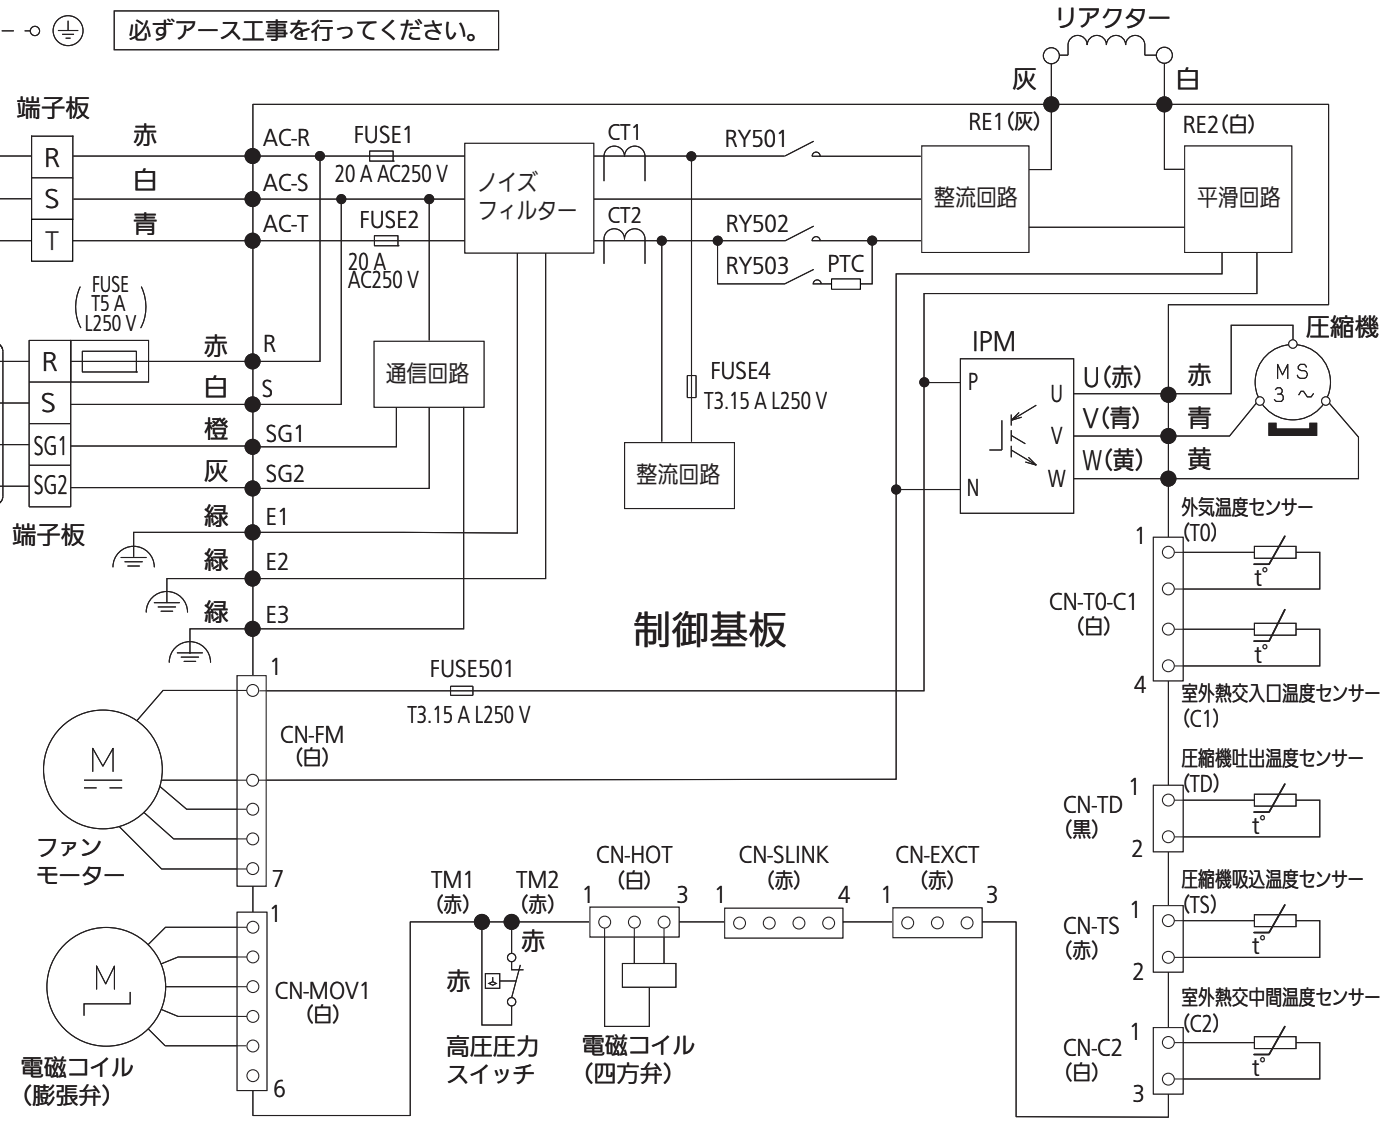 必ずアース工事を行ってください。
リアクター
灰
白
端子板
赤
AC-R
FUSE1
20 A AC250 V
CT1
RY501
RE1(灰)
RE2(白)
R
白
AC-S
ノイズ
フィルター
整流回路
平滑回路
S
青
AC-T
FUSE2
20 A
AC250 V
CT2
RY502
RY503
PTC
T
FUSE
T5 A
L250 V
R
赤
R
通信回路
FUSE4
T3.15 A L250 V
IPM
P
N
U
V
W
U(赤)
V(青)
W(黄)
赤
青
黄
圧縮機
M S
3 ~
S
白
S
SG1
橙
SG1
SG2
灰
SG2
端子板
整流回路
緑
E1
緑
E2
緑
E3
制御基板
外気温度センサー
(T0)
1
t°
CN-T0-C1
(白)
t°
4
室外熱交入口温度センサー
(C1)
1
FUSE501
T3.15 A L250 V
CN-FM
(白)
M
ファン
モーター
7
圧縮機吐出温度センサー
(TD)
1
CN-TD
(黒)
t°
2
圧縮機吸込温度センサー
(TS)
1
CN-TS
(赤)
t°
2
室外熱交中間温度センサー
(C2)
1
CN-C2
(白)
t°
3
1
CN-MOV1
(白)
M
電磁コイル
(膨張弁)
6
TM1
(赤)
TM2
(赤)
赤
赤
高圧圧力
スイッチ
CN-HOT
(白)
1
3
電磁コイル
(四方弁)
CN-SLINK
(赤)
1
4
CN-EXCT
(赤)
1
3